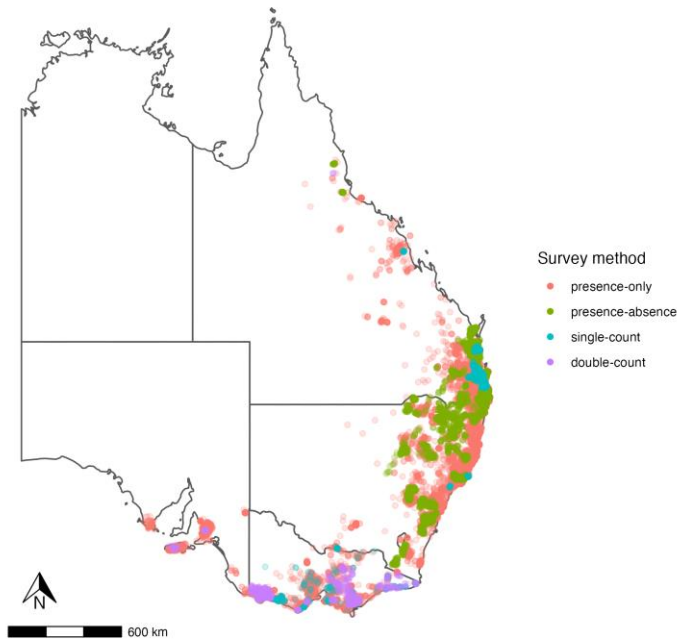 Survey method
presence-only
presence-absence
single-count
double-count
N
600 km